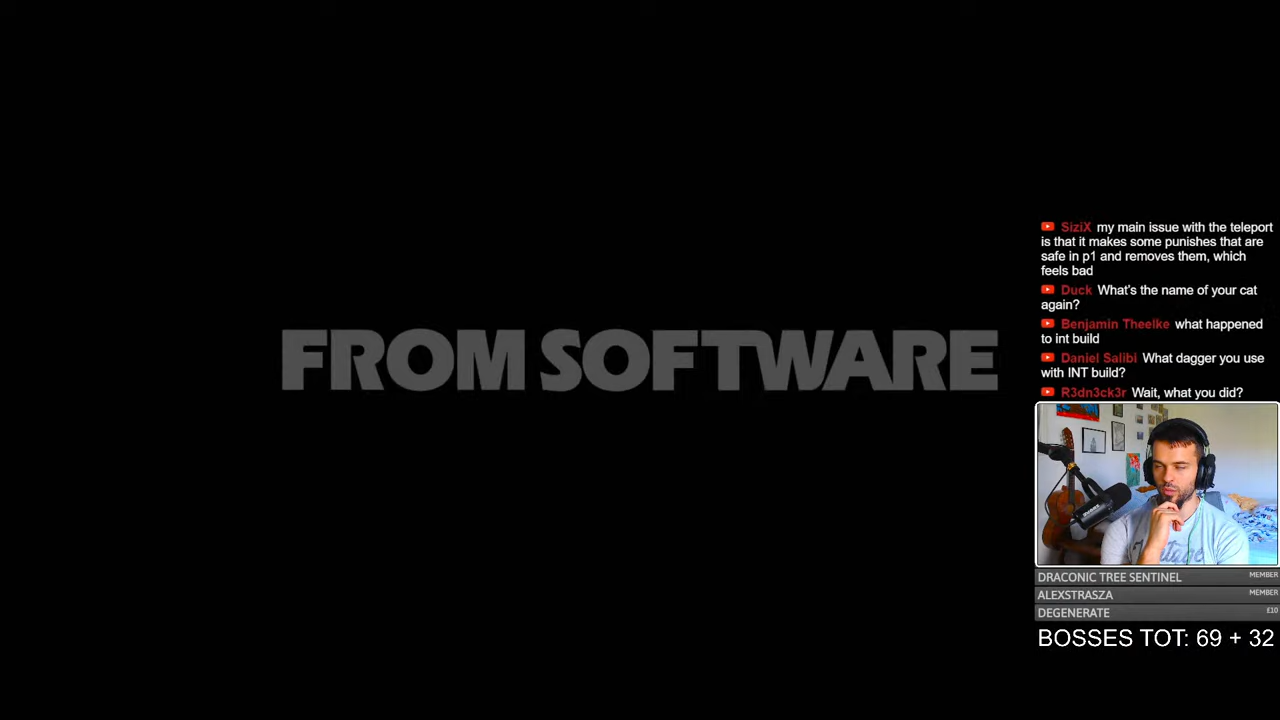 FROMSOFTWARE
SiziX my main issue with the teleport
is that it makes some punishes that are
safe in p1 and removes them, which
feels bad
Duck What's the name of your cat
again?
Benjamin Theelke what happened
to int build
Daniel Salibi What dagger you use
with INT build?
R3dn3ck3r Wait, what you did?
DRACONIC TREE SENTINEL MEMBER
ALEXSTRASZA MEMBER
DEGENERATE £10
BOSSES TOT: 69 + 32